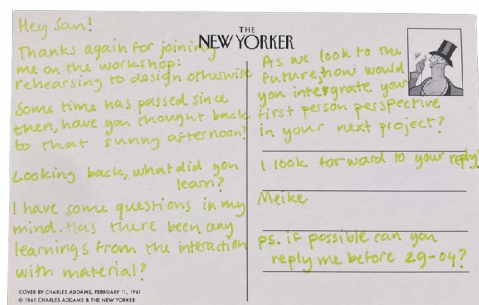 Hey San!
Thanks again for joining
me on the workshop:
rehearsing to design otherwise
Some time has passed since
then, have you thought back
to that sunny afternoon?
Looking back, what did you
learn?
I have some questions in my
mind. Has there been any
learnings from the interaction
with material?
COVER BY CHARLES ADDAMS, FEBRUARY 11, 1961
© 1961 CHARLES ADDAMS & THE NEW YORKER
THE
NEW YORKER
As we look to the
future, how would
you intergrate your
first person perspective
in your next project?
I look forward to your reply!
Meike
ps. if possible can you
reply me before 29-04?